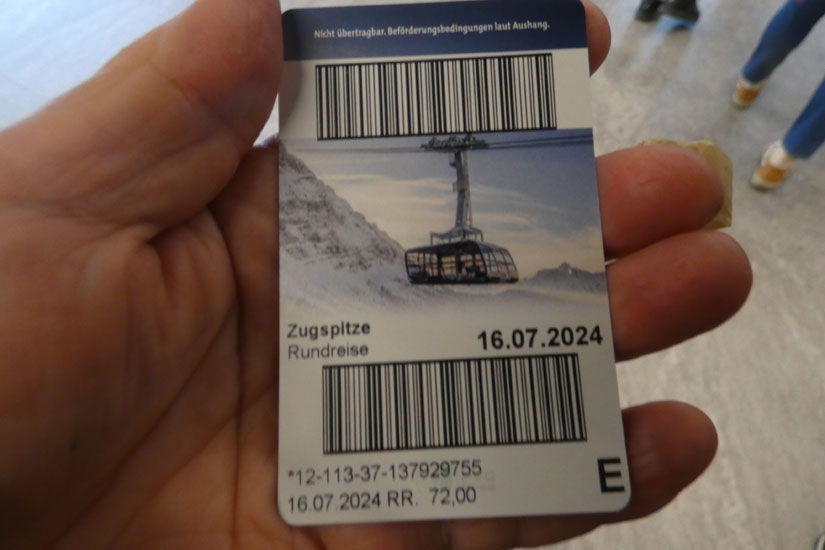 Nicht übertragbar. Beförderungsbedingungen laut Aushang.
Zugspitze
Rundreise
16.07.2024
*12-113-37-137929755
16.07.2024 RR. 72,00
E